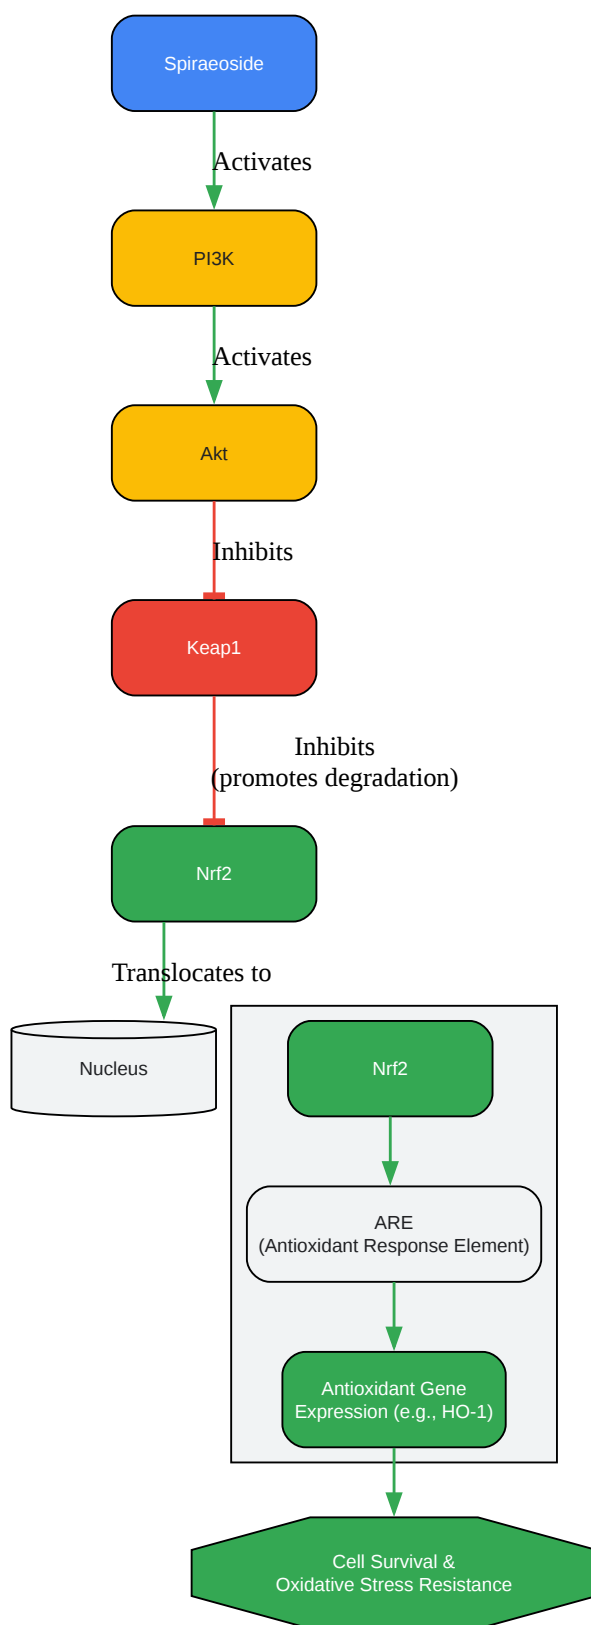 Spiraeoside
Activates
PI3K
Activates
Akt
Inhibits
Keap1
Inhibits
(promotes degradation)
Nrf2
Translocates to
Nucleus
Nrf2
ARE
(Antioxidant Response Element)
Antioxidant Gene
Expression (e.g., HO-1)
Cell Survival &
Oxidative Stress Resistance